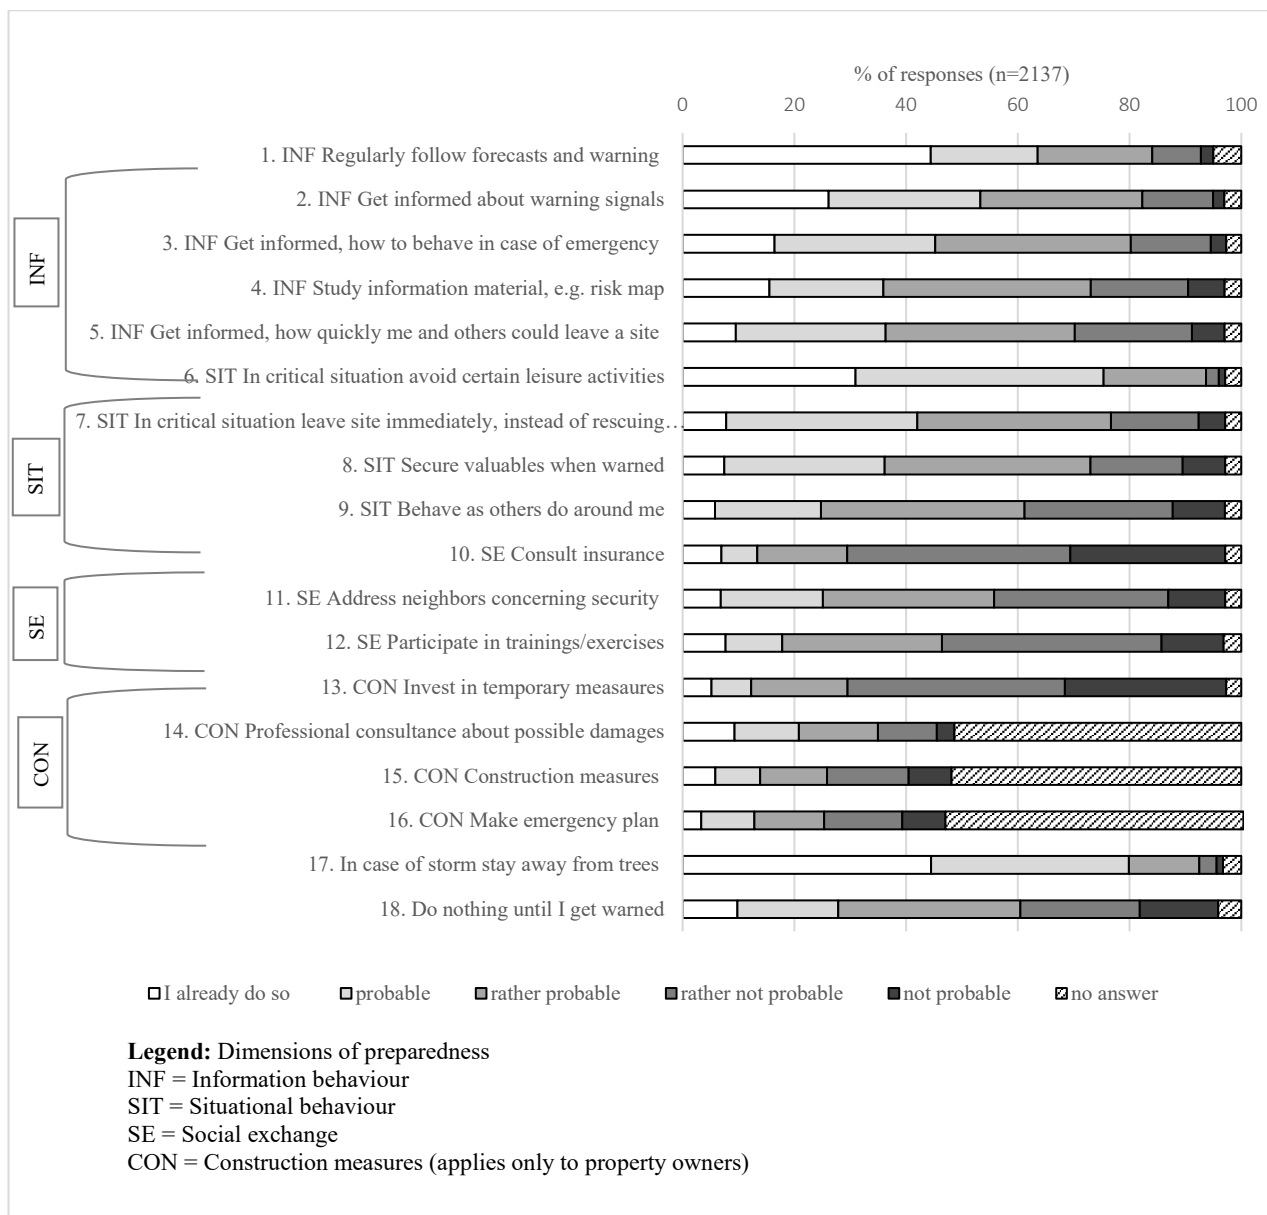 % of responses (n=2137)
0 20 40 60 80 100
1. INF Regularly follow forecasts and warning
2. INF Get informed about warning signals
3. INF Get informed, how to behave in case of emergency
4. INF Study information material, e.g. risk map
5. INF Get informed, how quickly me and others could leave a site
6. SIT In critical situation avoid certain leisure activities
7. SIT In critical situation leave site immediately, instead of rescuing…
8. SIT Secure valuables when warned
9. SIT Behave as others do around me
10. SE Consult insurance
11. SE Address neighbors concerning security
12. SE Participate in trainings/exercises
13. CON Invest in temporary measaures
14. CON Professional consultance about possible damages
15. CON Construction measures
16. CON Make emergency plan
17. In case of storm stay away from trees
18. Do nothing until I get warned
INF
SIT
SE
CON
I already do so probable rather probable rather not probable not probable no answer
Legend: Dimensions of preparedness
INF = Information behaviour
SIT = Situational behaviour
SE = Social exchange
CON = Construction measures (applies only to property owners)